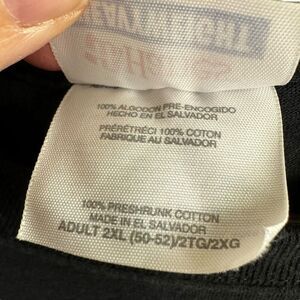 100% ALGODON PRE-ENCOGIDO
HECHO EN EL SALVADOR
PRÉRÉTRÉCI 100% COTON
FABRIQUE AU SALVADOR
100% PRESHRUNK COTTON
MADE IN EL SALVADOR
ADULT 2XL (50-52)/2TG/2XG